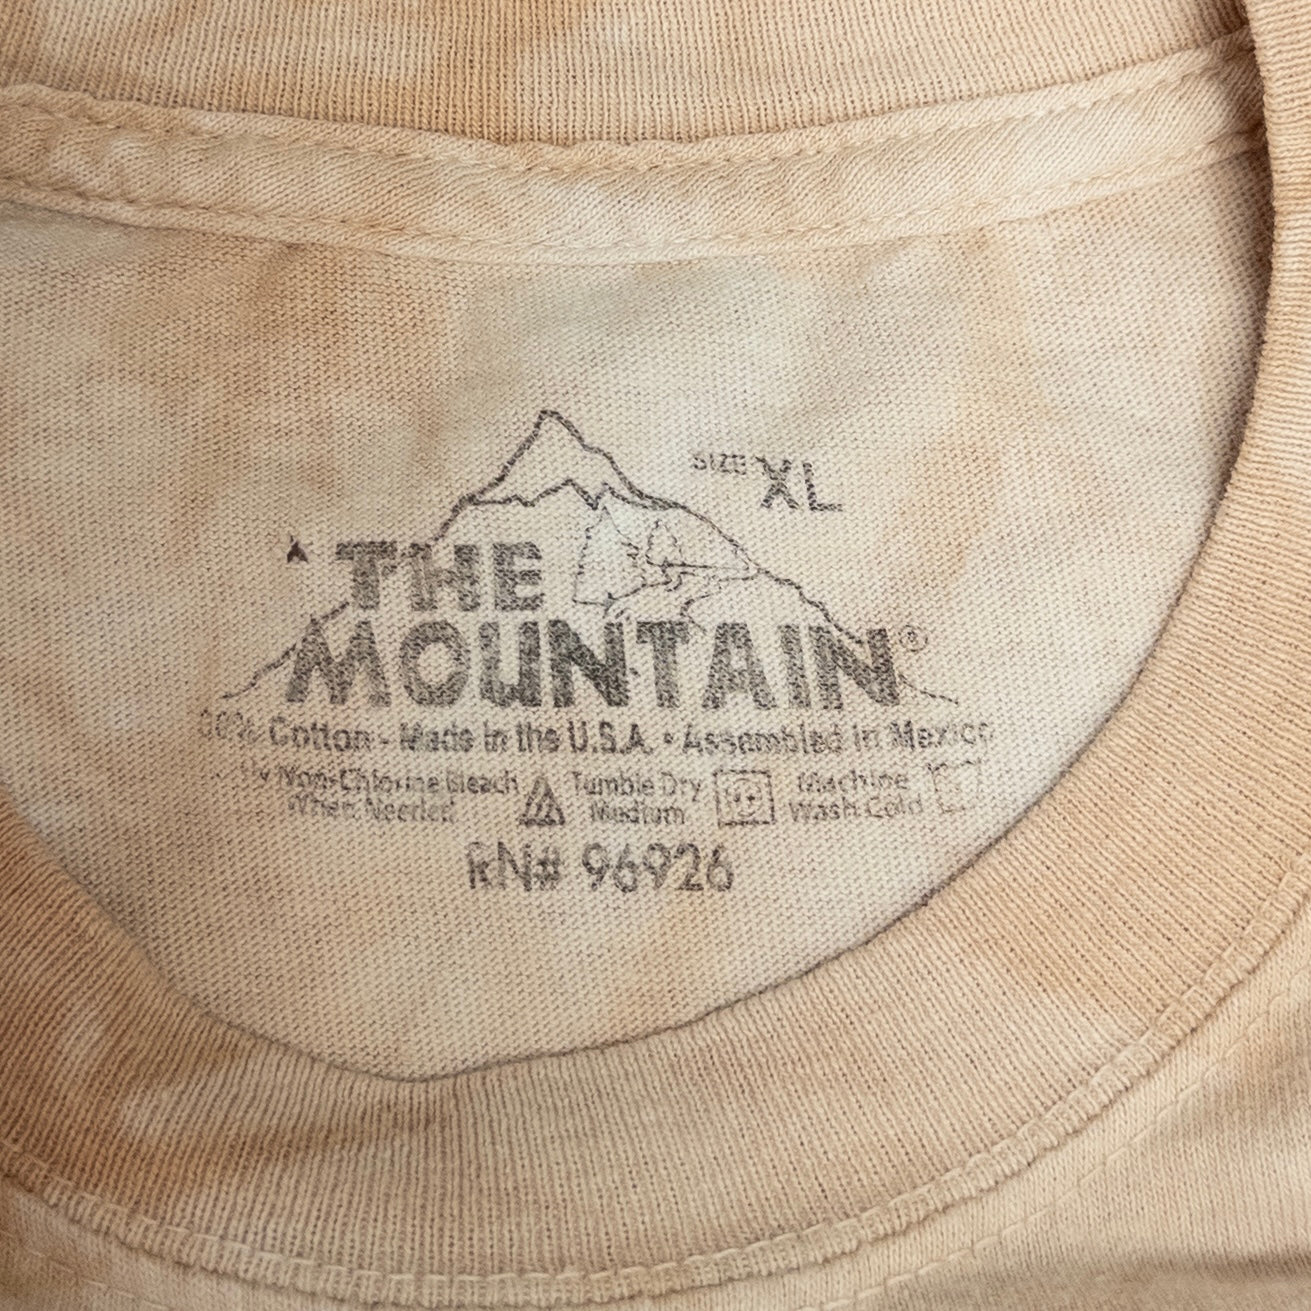 SIZE XL
THE
MOUNTAIN®
Cotton - Made in the U.S.A. • Assembled in Mexico
Non-Chlorine Bleach
When Needed
Tumble Dry
Medium
Machine
Wash Cold
RN# 96926